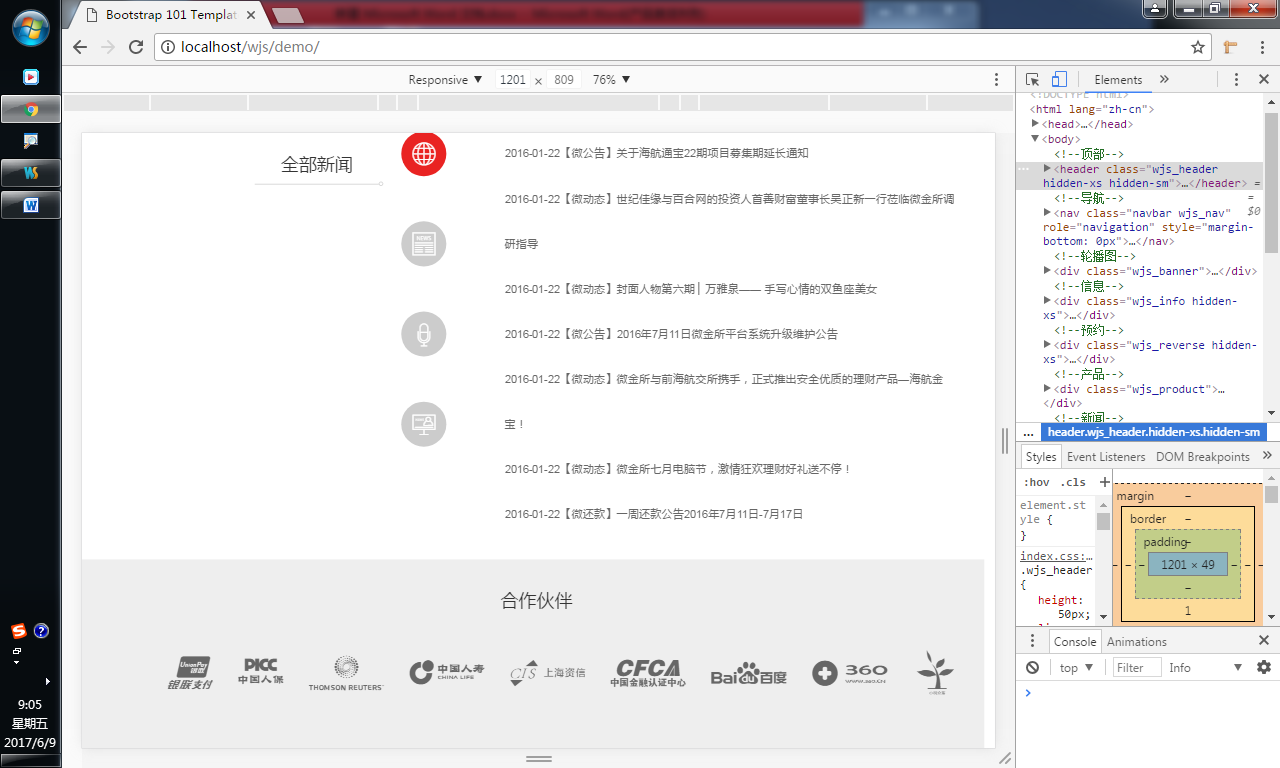 Bootstrap 101 Templat
localhost/wjs/demo/
Responsive ▼ 1201 × 809 76% ▼
全部新闻
2016-01-22【微公告】关于海航通宝22期项目募集期延长通知
2016-01-22【微动态】世纪佳缘与百合网的投资人首善财富董事长吴正新一行莅临微金所调
研指导
2016-01-22【微动态】封面人物第六期│万雅泉—— 手写心情的双鱼座美女
2016-01-22【微公告】2016年7月11日微金所平台系统升级维护公告
2016-01-22【微动态】微金所与前海航交所携手，正式推出安全优质的理财产品—海航金
宝！
2016-01-22【微动态】微金所七月电脑节，激情狂欢理财好礼送不停！
2016-01-22【微还款】一周还款公告2016年7月11日-7月17日
NEWS
合作伙伴
UnionPay 银联
银联支付
PICC
中国人保
THOMSON REUTERS
中国人寿
CHINA LIFE
CIS 上海资信
CFCA
中国金融认证中心
Bai du 百度
360
WWW.360.CN
Elements »
<!DOCTYPE html>
<html lang="zh-cn">
▶<head>…</head>
▼<body>
<!--顶部-->
… ▶<header class="wjs_header
hidden-xs hidden-sm">…</header> =
<!--导航--> =
▶<nav class="navbar wjs_nav" $0
role="navigation" style="margin-
bottom: 0px">…</nav>
<!--轮播图-->
▶<div class="wjs_banner">…</div>
<!--信息-->
▶<div class="wjs_info hidden-
xs">…</div>
<!--预约-->
▶<div class="wjs_reverse hidden-
xs">…</div>
<!--产品-->
▶<div class="wjs_product">…
</div>
<!--新闻-->
... header.wjs_header.hidden-xs.hidden-sm
Styles Event Listeners DOM Breakpoints »
:hov .cls +
element.st
yle {
}
index.css:…
.wjs_header
{
height:
50px;
margin –
border –
padding –
– – – 1201 × 49 – – –
–
1
Console Animations
top ▼ Filter Info ▼
>
9:05
星期五
2017/6/9